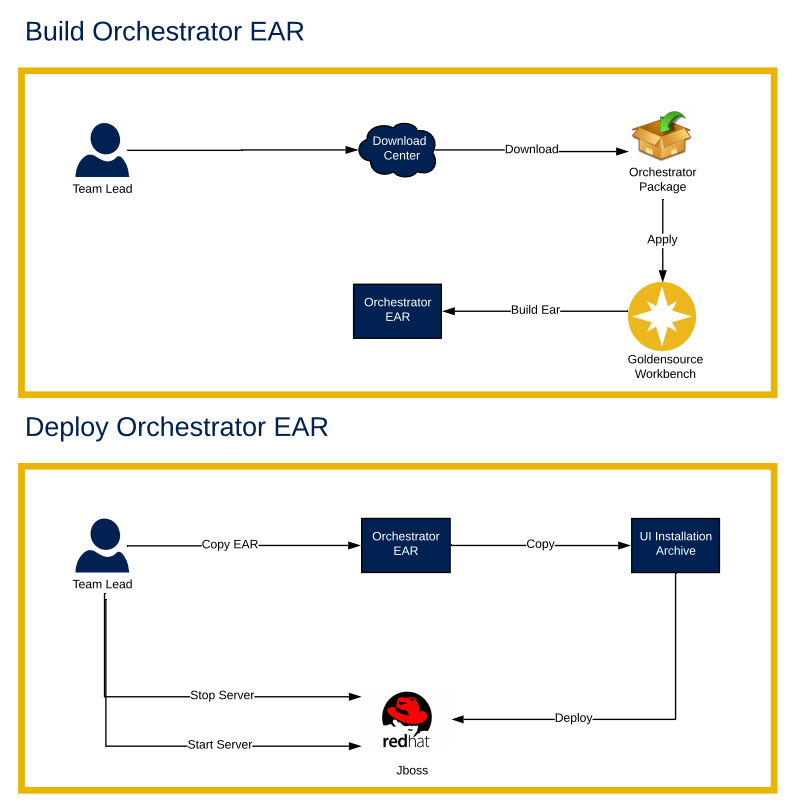 Build Orchestrator EAR
Team Lead
Download
Center
Download
Orchestrator
Package
Apply
Orchestrator
EAR
Build Ear
Goldensource
Workbench
Deploy Orchestrator EAR
Team Lead
Copy EAR
Orchestrator
EAR
Copy
UI Installation
Archive
Stop Server
Start Server
redhat
Jboss
Deploy